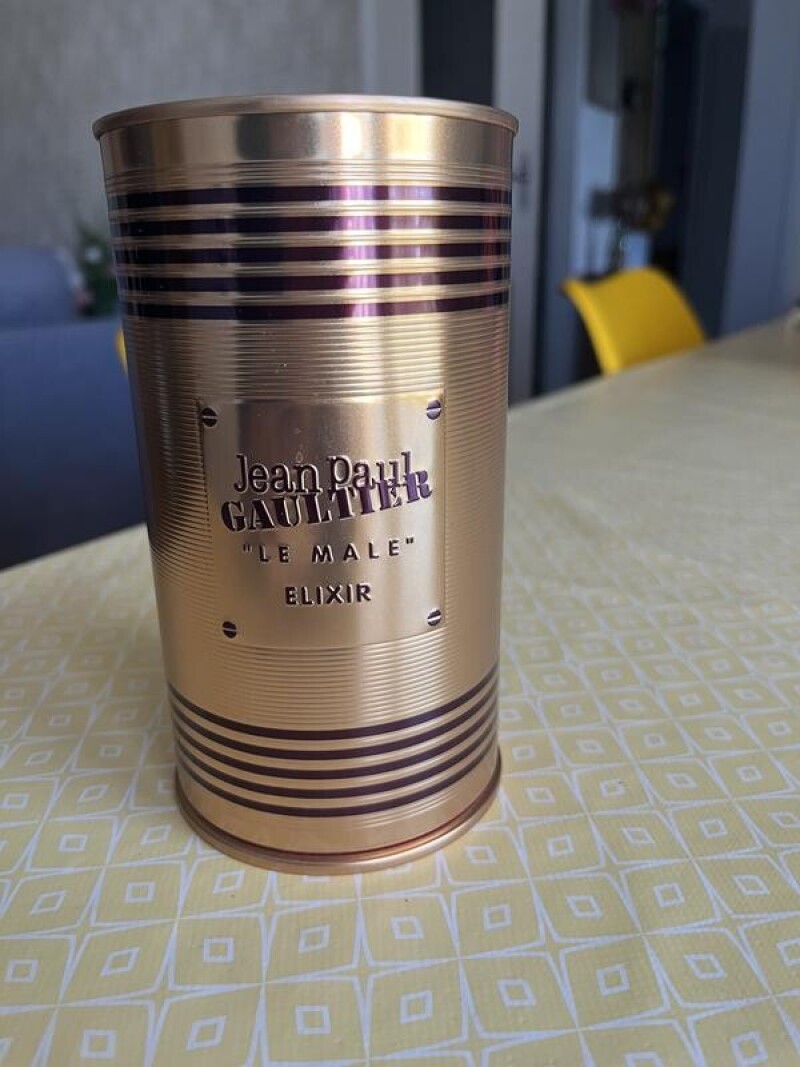 Jean Paul
GAULTIER
"LE MALE"
ELIXIR